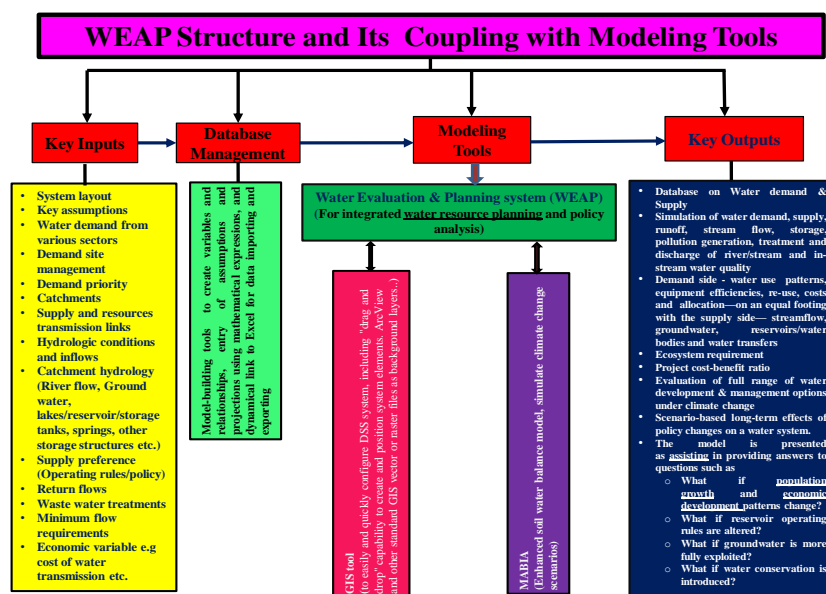 WEAP Structure and Its Coupling with Modeling Tools
Key Inputs
Database
Management
Modeling
Tools
Key Outputs
• System layout
• Key assumptions
• Water demand from
various sectors
• Demand site
management
• Demand priority
• Catchments
• Supply and resources
transmission links
• Hydrologic conditions
and inflows
• Catchment hydrology
(River flow, Ground
water,
lakes/reservoir/storage
tanks, springs, other
storage structures etc.)
• Supply preference
(Operating rules/policy)
• Return flows
• Waste water treatments
• Minimum flow
requirements
• Economic variable e.g
cost of water
transmission etc.
Model-building tools to create variables and
relationships, entry of assumptions and
projections using mathematical expressions, and
dynamical link to Excel for data importing and
exporting
Water Evaluation & Planning system (WEAP)
(For integrated water resource planning and policy
analysis)
GIS tool
(to easily and quickly configure DSS system, including "drag and
drop" capability to create and position system elements. ArcView
and other standard GIS vector or raster files as background layers..)
MABIA
(Enhanced soil water balance model, simulate climate change
scenarios)
• Database on Water demand &
Supply
• Simulation of water demand, supply,
runoff, stream flow, storage,
pollution generation, treatment and
discharge of river/stream and in-
stream water quality
• Demand side - water use patterns,
equipment efficiencies, re-use, costs
and allocation—on an equal footing
with the supply side— streamflow,
groundwater, reservoirs/water
bodies and water transfers
• Ecosystem requirement
• Project cost-benefit ratio
• Evaluation of full range of water
development & management options
under climate change
• Scenario-based long-term effects of
policy changes on a water system.
• The model is presented
as assisting in providing answers to
questions such as
o What if population
growth and economic
development patterns change?
o What if reservoir operating
rules are altered?
o What if groundwater is more
fully exploited?
o What if water conservation is
introduced?